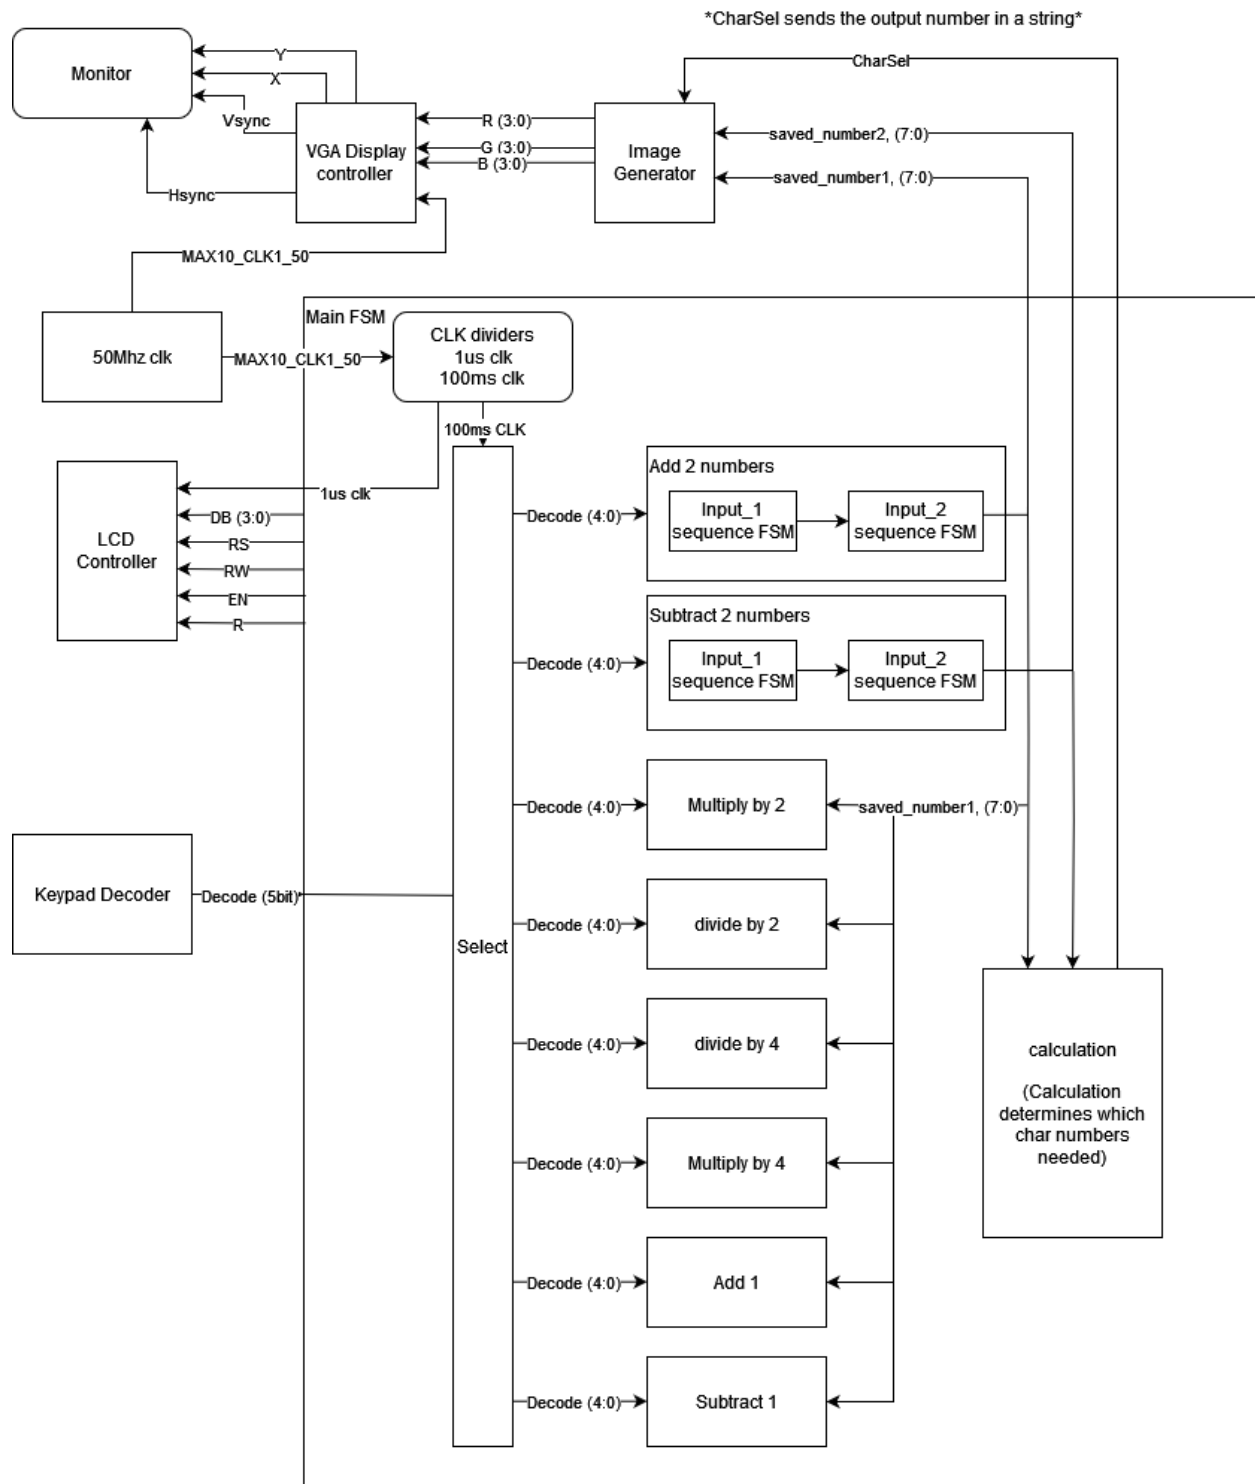 *CharSel sends the output number in a string*
CharSel
Monitor
Y
X
Vsync
Hsync
VGA Display
controller
R (3:0)
G (3:0)
B (3:0)
Image
Generator
saved_number2, (7:0)
saved_number1, (7:0)
MAX10_CLK1_50
50Mhz clk
MAX10_CLK1_50
Main FSM
CLK dividers
1us clk
100ms clk
100ms CLK
1us clk
LCD
Controller
DB (3:0)
RS
RW
EN
R
Decode (4:0)
Add 2 numbers
Input_1
sequence FSM
Input_2
sequence FSM
Decode (4:0)
Subtract 2 numbers
Input_1
sequence FSM
Input_2
sequence FSM
Decode (4:0)
Multiply by 2
saved_number1, (7:0)
Keypad Decoder
Decode (5bit)
Select
Decode (4:0)
divide by 2
Decode (4:0)
divide by 4
Decode (4:0)
Multiply by 4
Decode (4:0)
Add 1
Decode (4:0)
Subtract 1
calculation
(Calculation
determines which
char numbers
needed)